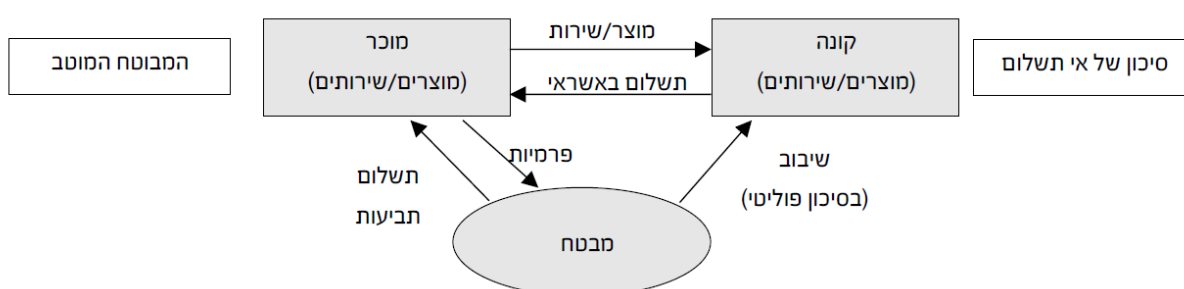 סיכון של אי תשלום
קונה
(מוצרים/שירותים)
מוצר/שירות
תשלום באשראי
מוכר
(מוצרים/שירותים)
המבוטח המוטב
שיבוב
(בסיכון פוליטי)
פרמיות
תשלום
תביעות
מבטח